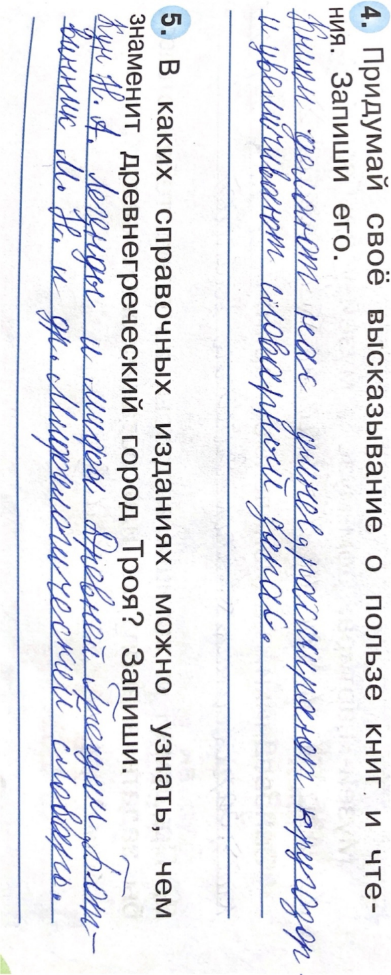 4. Придумай своё высказывание о пользе книг и чте-
ния. Запиши его.
Книги делают нас умнее, расширяют кругозор
и увеличивают словарный запас.
5. В каких справочных изданиях можно узнать, чем
знаменит древнегреческий город Троя? Запиши.
Кун Н. А. Легенды и мифы Древней Греции. Бот-
винник М. Н. и др. Мифологический словарь.